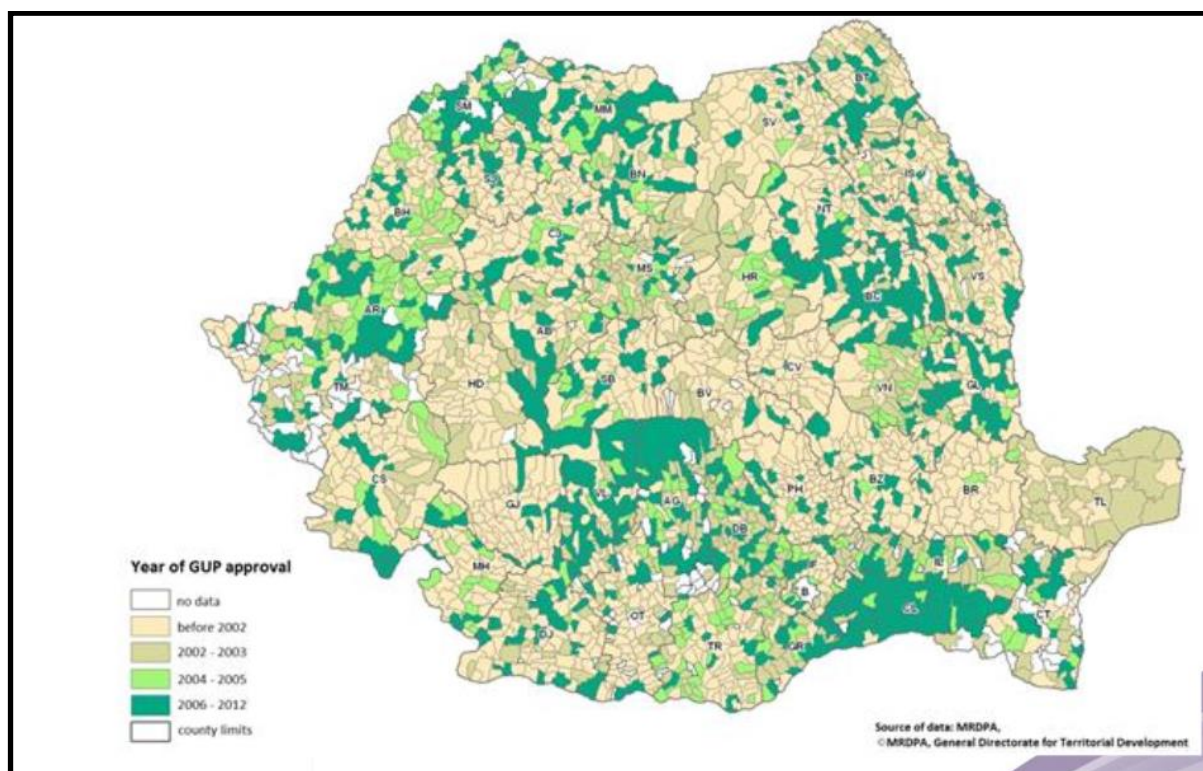 BT
SM
MM
SV
BN
IS
BH
CJ
NT
MS
HR
BC
VS
AR
AB
TM
HD
SB
BV
CV
VN
GL
CS
GJ
VL
AG
PH
BZ
BR
TL
DB
MH
IL
B
CL
CT
OT
DJ
TR
GR
Year of GUP approval
no data
before 2002
2002 - 2003
2004 - 2005
2006 - 2012
county limits
Source of data: MRDPA,
©MRDPA, General Directorate for Territorial Development